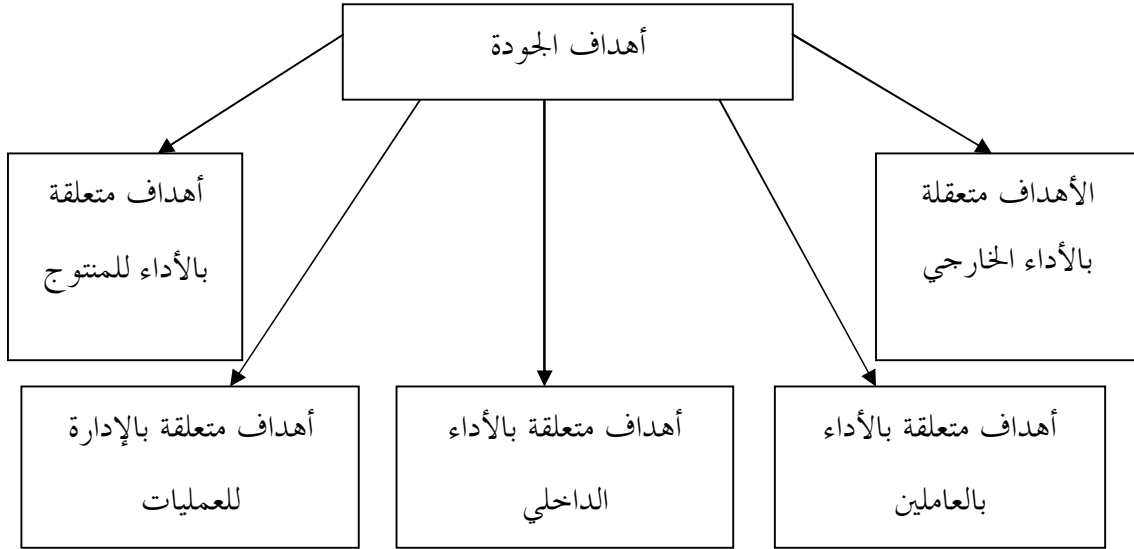 أهداف الجودة
الأهداف متعقلة
بالأداء الخارجي
أهداف متعلقة
بالأداء للمنتوج
أهداف متعلقة بالأداء
بالعاملين
أهداف متعلقة بالأداء
الداخلي
أهداف متعلقة بالإدارة
للعمليات